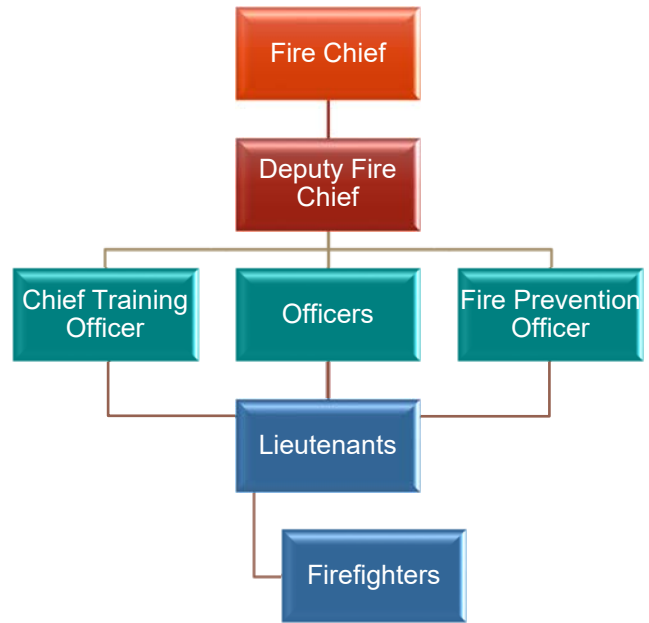 Fire Chief
Deputy Fire
Chief
Chief Training
Officer
Officers
Fire Prevention
Officer
Lieutenants
Firefighters